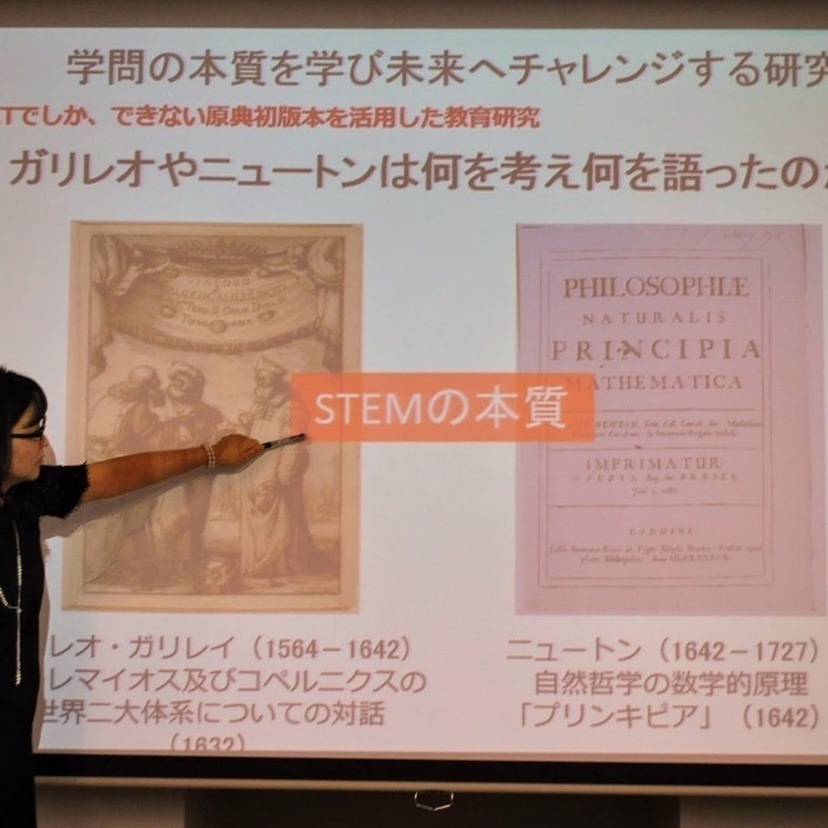 学問の本質を学び未来へチャレンジする研究
Tでしか、できない原典初版本を活用した教育研究
ガリレオやニュートンは何を考え何を語ったのか
DIALOGO
PHILOSOPHIÆ
NATURALIS
PRINCIPIA
MATHEMATICA
STEMの本質
IMPRIMATUR
S. PEPYS, Reg. Soc. PRÆSES
LONDINI
レオ・ガリレイ（1564－1642）
レマイオス及びコペルニクスの
世界二大体系についての対話
（1632）
ニュートン（1642－1727）
自然哲学の数学的原理
「プリンキピア」（1642）